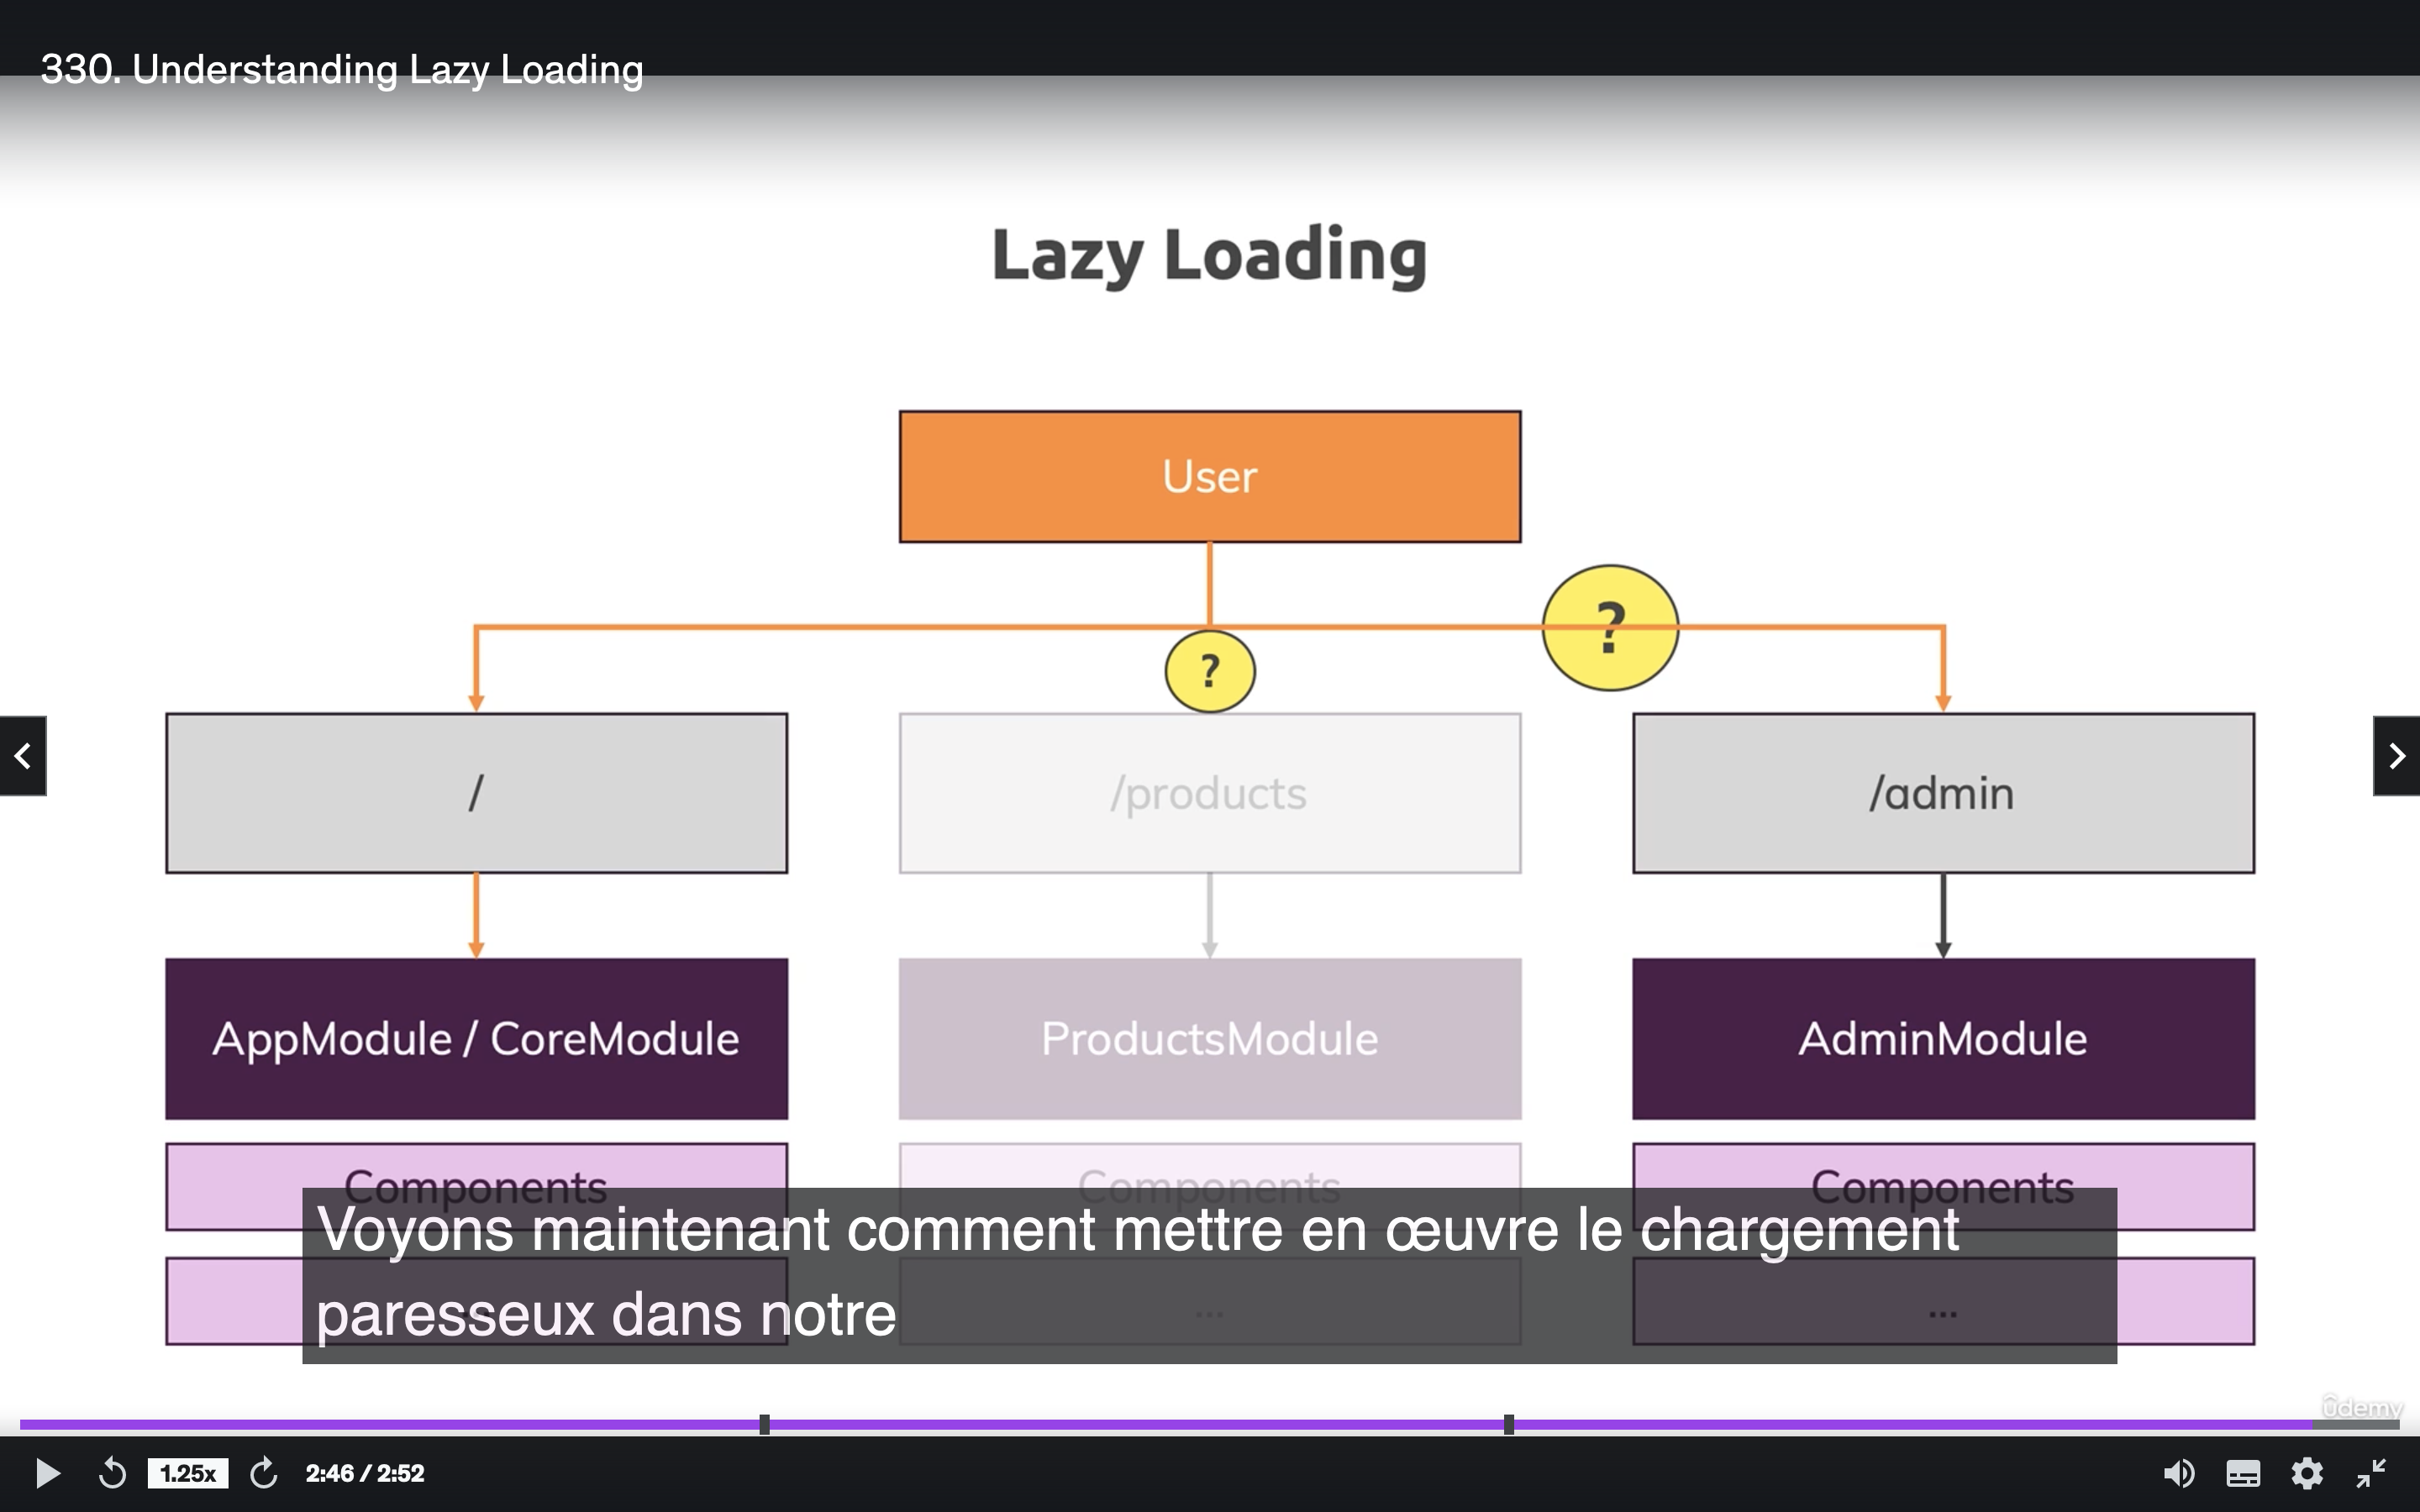 330. Understanding Lazy Loading
Lazy Loading
User
?
?
/
/products
/admin
AppModule / CoreModule
ProductsModule
AdminModule
Components
Components
Components
Voyons maintenant comment mettre en œuvre le chargement
paresseux dans notre
...
...
ûdemy
1.25x
2:46 / 2:52